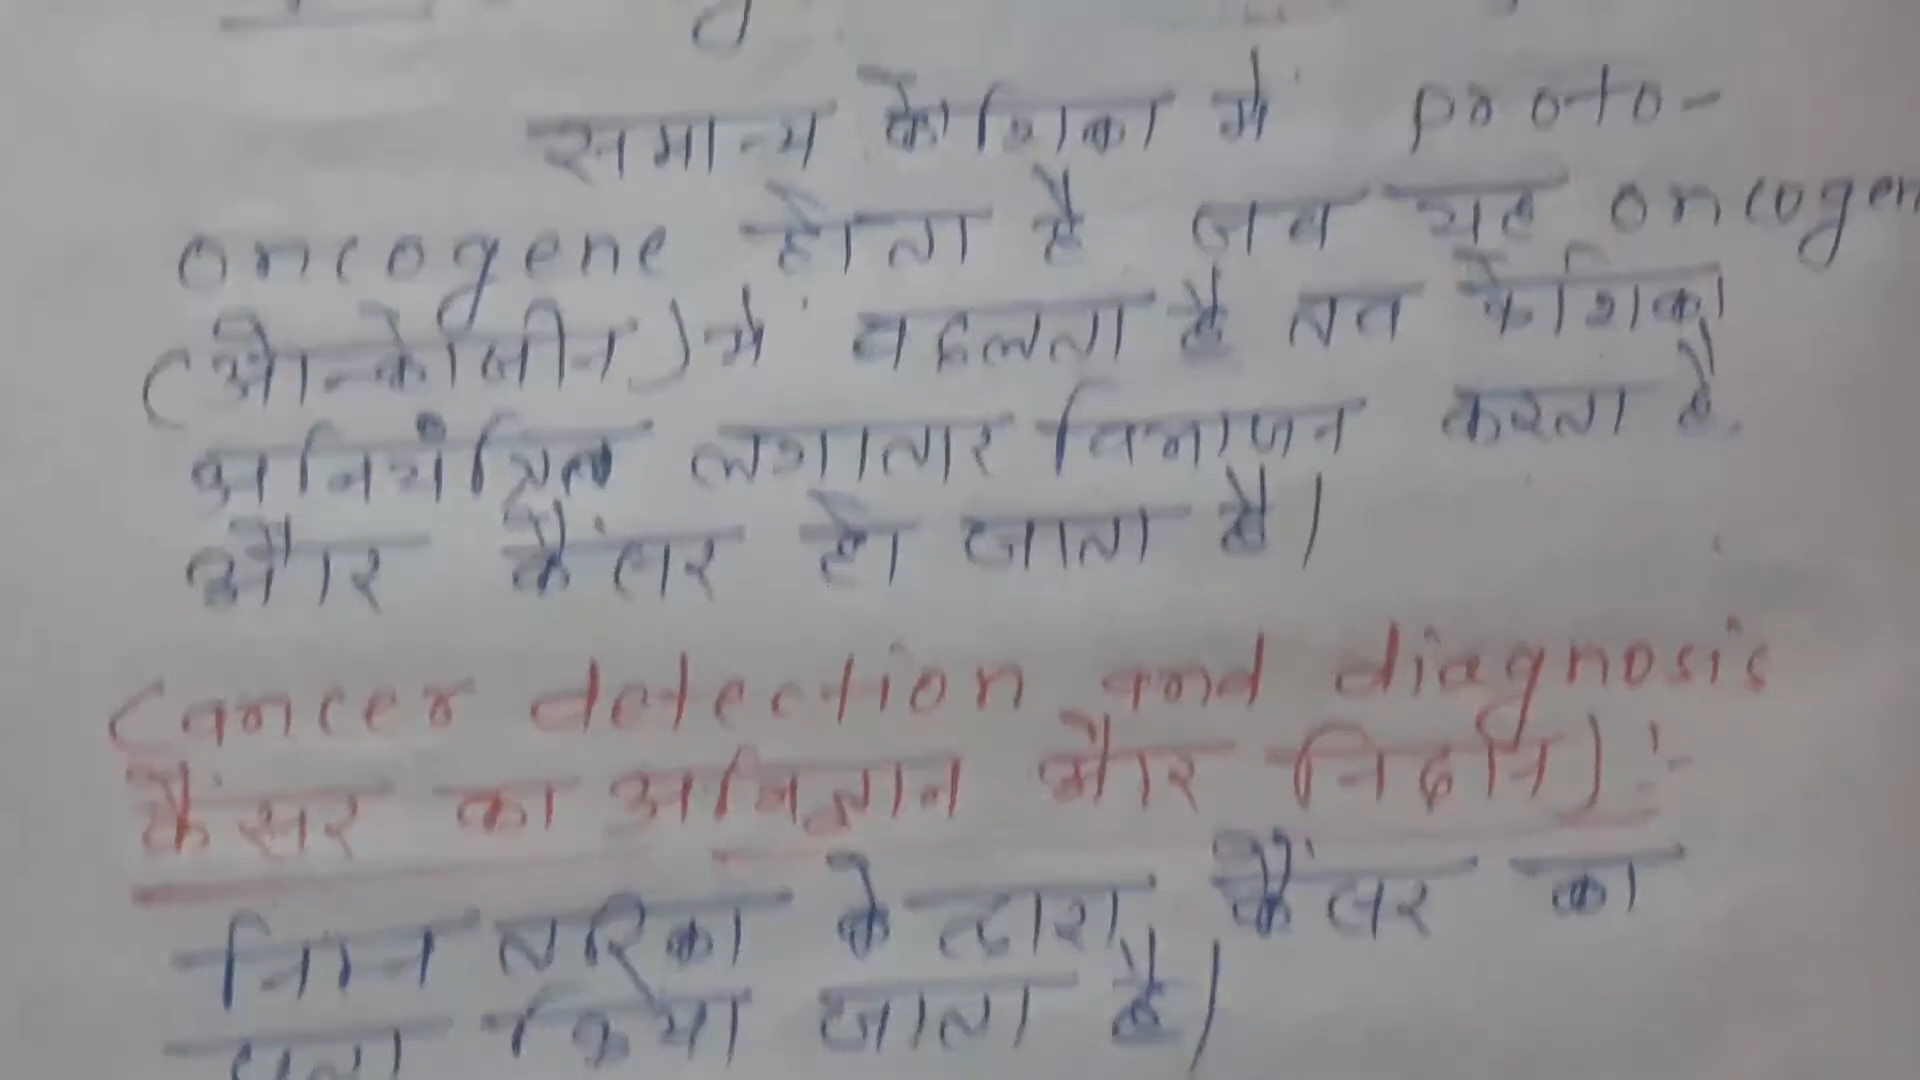 समान्य कोशिका में proto-
oncogene होता है जब यह oncogen
(ओन्कोजीन) में बदलता है तब कोशिका
अनियंत्रित लगातार विभाजन करता है.
और कैंसर हो जाता है।
Cancer detection and diagnosis
कैंसर का अभिज्ञान और निदान) :-
निम्न तरिका के द्वारा कैंसर का
पता किया जाता है।